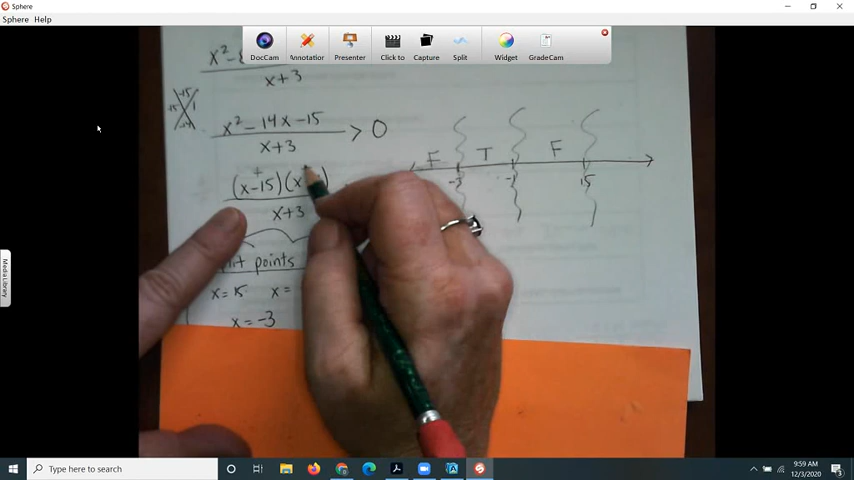 Sphere
Sphere Help
DocCam
Annotation
Presenter
Click to
Capture
Split
Widget
GradeCam
x² -
x+3
x² - 14x - 15
x+3
> 0
+
(x-15)(x
x+3
F T F
-3 -1 15
points
x = 15 x =
x = -3
Media Library
Type here to search
9:59 AM
12/3/2020